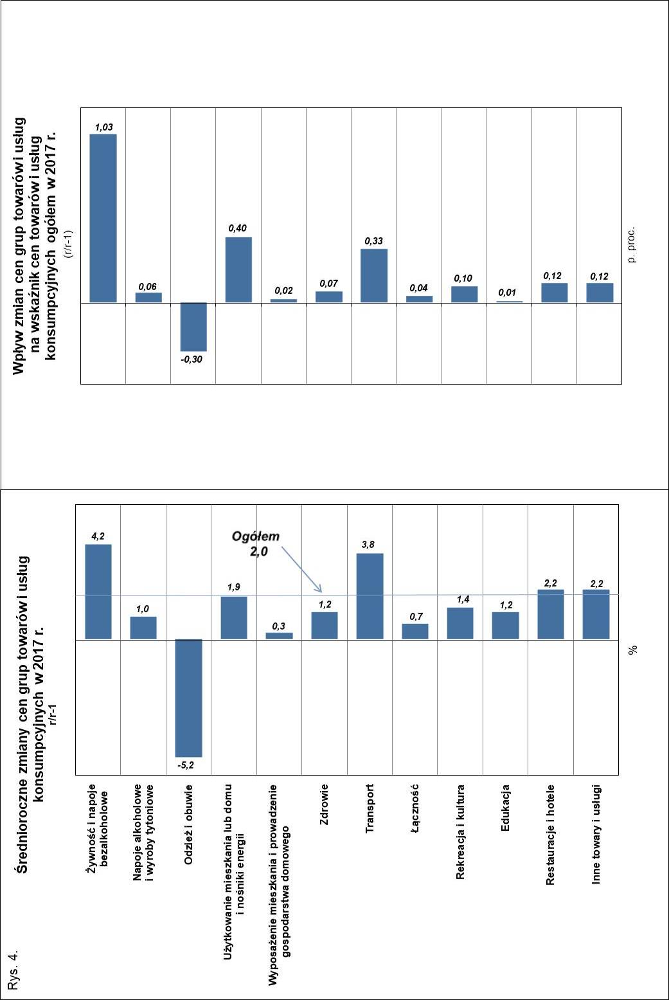 Rys. 4.
Średnioroczne zmiany cen grup towarów i usług
konsumpcyjnych w 2017 r.
r/r-1
Żywność i napoje
bezalkoholowe
Napoje alkoholowe
i wyroby tytoniowe
Odzież i obuwie
Użytkowanie mieszkania lub domu
i nośniki energii
Wyposażenie mieszkania i prowadzenie
gospodarstwa domowego
Zdrowie
Transport
Łączność
Rekreacja i kultura
Edukacja
Restauracje i hotele
Inne towary i usługi
4,2
1,0
-5,2
1,9
0,3
1,2
3,8
0,7
1,4
1,2
2,2
2,2
Ogółem
2,0
%
Wpływ zmian cen grup towarów i usług
na wskaźnik cen towarów i usług
konsumpcyjnych ogółem w 2017 r.
(r/r-1)
1,03
0,06
-0,30
0,40
0,02
0,07
0,33
0,04
0,10
0,01
0,12
0,12
p. proc.